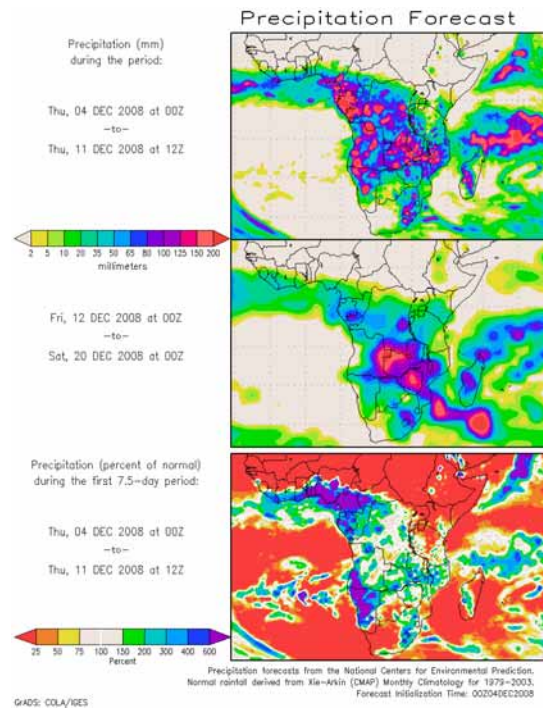 Precipitation Forecast
Precipitation (mm)
during the period:
Thu, 04 DEC 2008 at 00Z
-to-
Thu, 11 DEC 2008 at 12Z
2 5 10 20 35 50 65 80 100 125 150 200
millimeters
Fri, 12 DEC 2008 at 00Z
-to-
Sat, 20 DEC 2008 at 00Z
Precipitation (percent of normal)
during the first 7.5-day period:
Thu, 04 DEC 2008 at 00Z
-to-
Thu, 11 DEC 2008 at 12Z
25 50 75 100 150 200 300 400 600
Percent
Precipitation forecasts from the National Centers for Environmental Prediction.
Normal rainfall derived from Xie-Arkin (CMAP) Monthly Climatology for 1979-2003.
Forecast Initialization Time: 00Z04DEC2008
GrADS: COLA/IGES